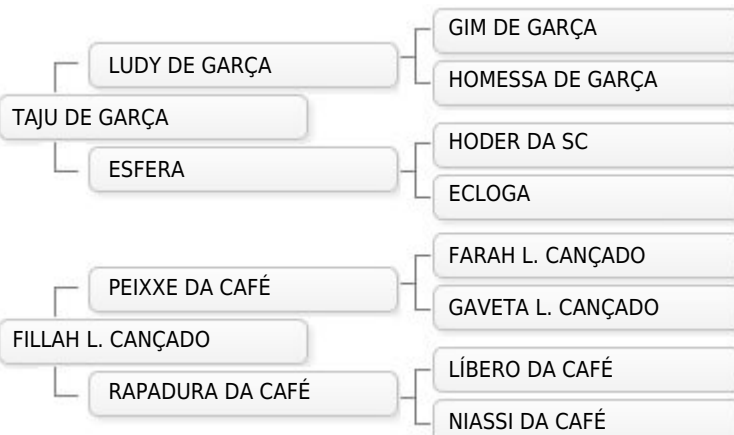 GIM DE GARÇA
LUDY DE GARÇA
HOMESSA DE GARÇA
TAJU DE GARÇA
HODER DA SC
ESFERA
ECLOGA
FARAH L. CANÇADO
PEIXXE DA CAFÉ
GAVETA L. CANÇADO
FILLAH L. CANÇADO
LÍBERO DA CAFÉ
RAPADURA DA CAFÉ
NIASSI DA CAFÉ